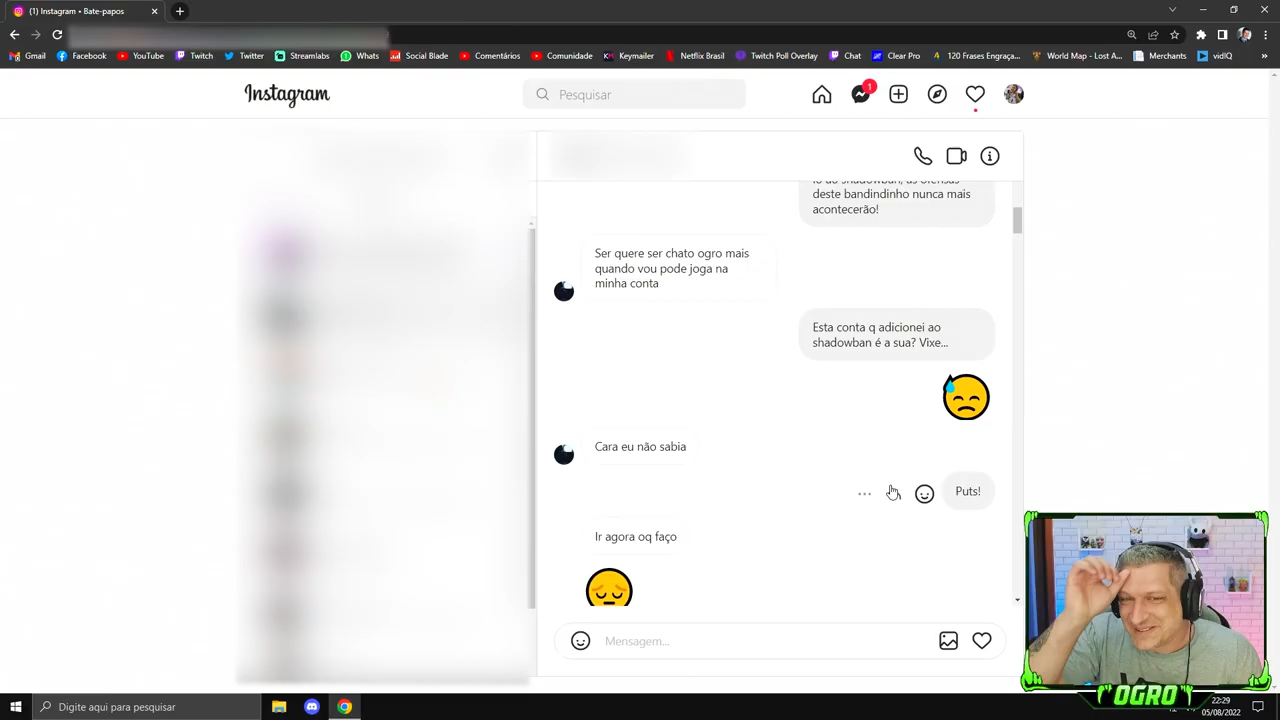 (1) Instagram • Bate-papos
Gmail Facebook YouTube Twitch Twitter Streamlabs Whats Social Blade Comentários Comunidade Keymailer Netflix Brasil Twitch Poll Overlay Chat Clear Pro 120 Frases Engraça... World Map - Lost A... Merchants vidiQ
Instagram
Pesquisar
1
deste bandindinho nunca mais
acontecerão!
Ser quere ser chato ogro mais
quando vou pode joga na
minha conta
Esta conta q adicionei ao
shadowban é a sua? Vixe...
Cara eu não sabia
Puts!
Ir agora oq faço
Mensagem...
OGRO
Digite aqui para pesquisar
22:29
05/08/2022